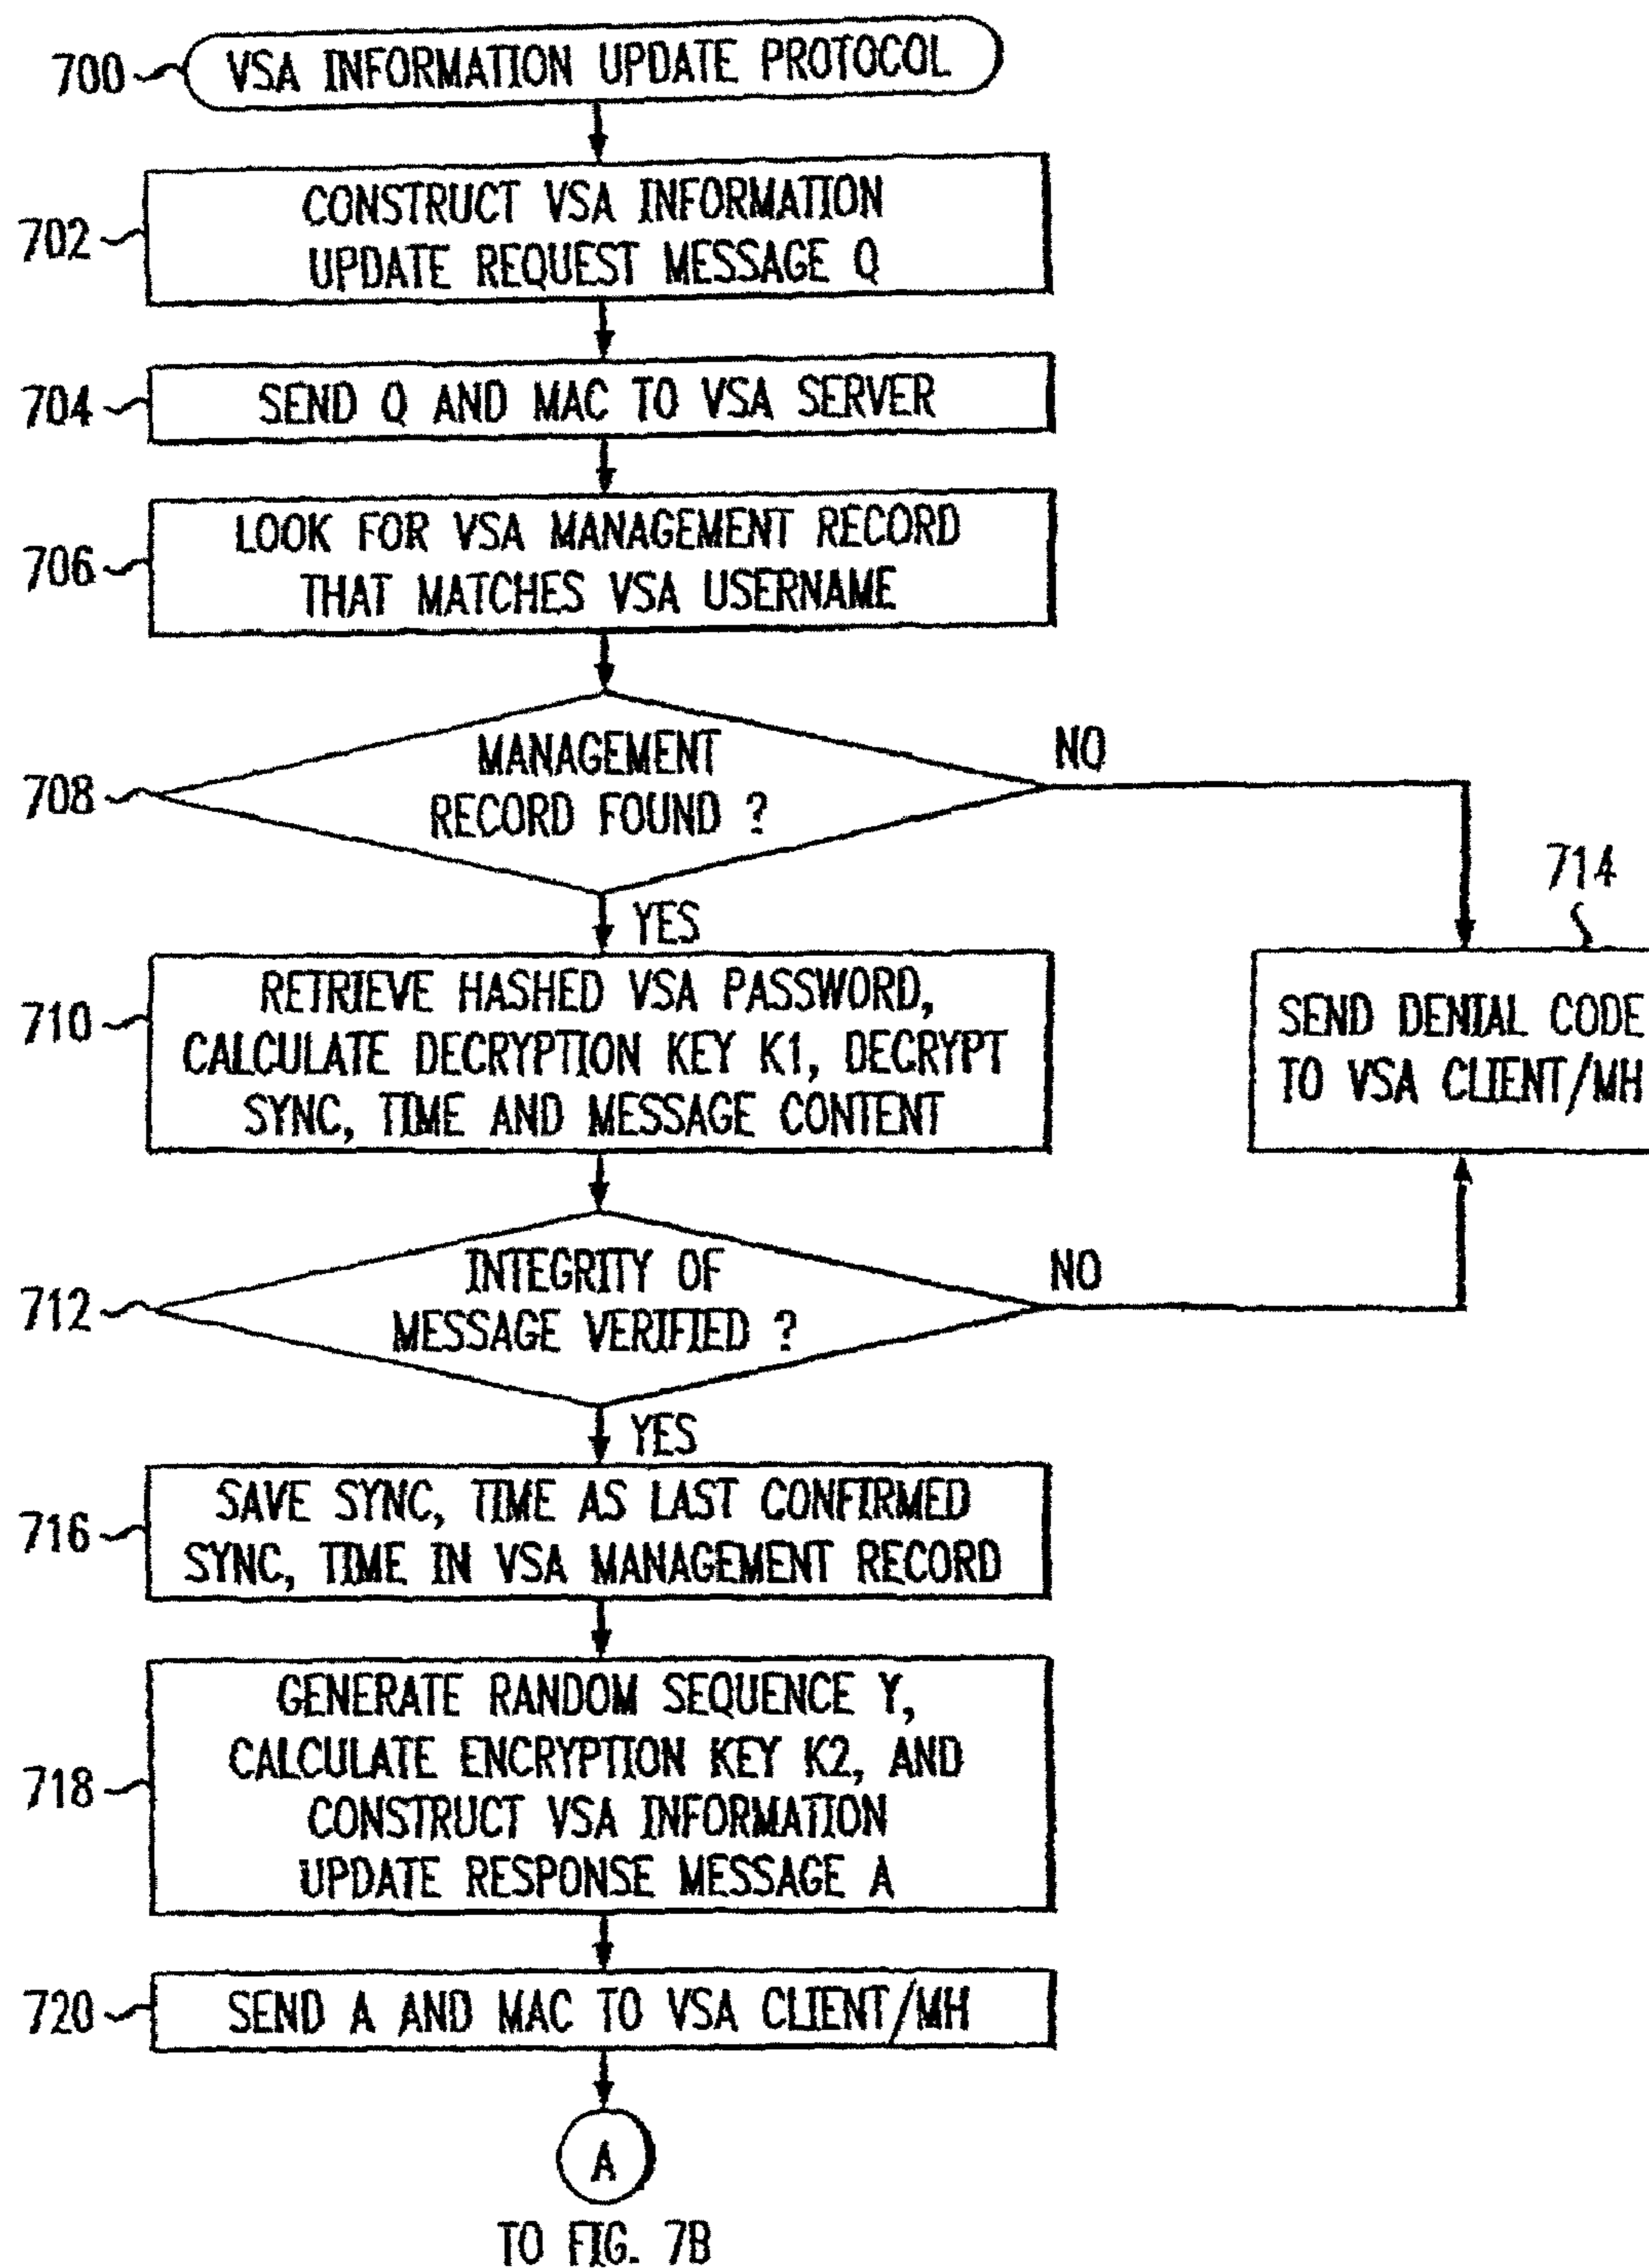 700
VSA INFORMATION UPDATE PROTOCOL
702
CONSTRUCT VSA INFORMATION
UPDATE REQUEST MESSAGE Q
704
SEND Q AND MAC TO VSA SERVER
706
LOOK FOR VSA MANAGEMENT RECORD
THAT MATCHES VSA USERNAME
708
MANAGEMENT
RECORD FOUND ?
NO
YES
710
RETRIEVE HASHED VSA PASSWORD,
CALCULATE DECRYPTION KEY K1, DECRYPT
SYNC, TIME AND MESSAGE CONTENT
714
SEND DENIAL CODE
TO VSA CLIENT/MH
712
INTEGRITY OF
MESSAGE VERIFIED ?
NO
YES
716
SAVE SYNC, TIME AS LAST CONFIRMED
SYNC, TIME IN VSA MANAGEMENT RECORD
718
GENERATE RANDOM SEQUENCE Y,
CALCULATE ENCRYPTION KEY K2, AND
CONSTRUCT VSA INFORMATION
UPDATE RESPONSE MESSAGE A
720
SEND A AND MAC TO VSA CLIENT/MH
A
TO FIG. 7B